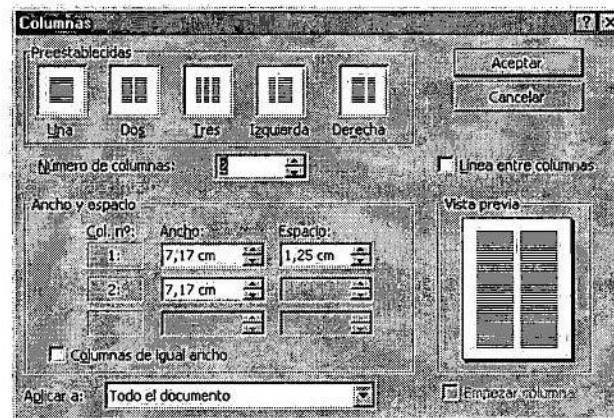 Columnas
Preestablecidas
Una Dos Tres Izquierda Derecha
Aceptar
Cancelar
Número de columnas: 2
Línea entre columnas
Ancho y espacio
Col. nº: Ancho: Espacio:
1: 7,17 cm 1,25 cm
2: 7,17 cm
Columnas de igual ancho
Vista previa
Aplicar a: Todo el documento
Empezar columna